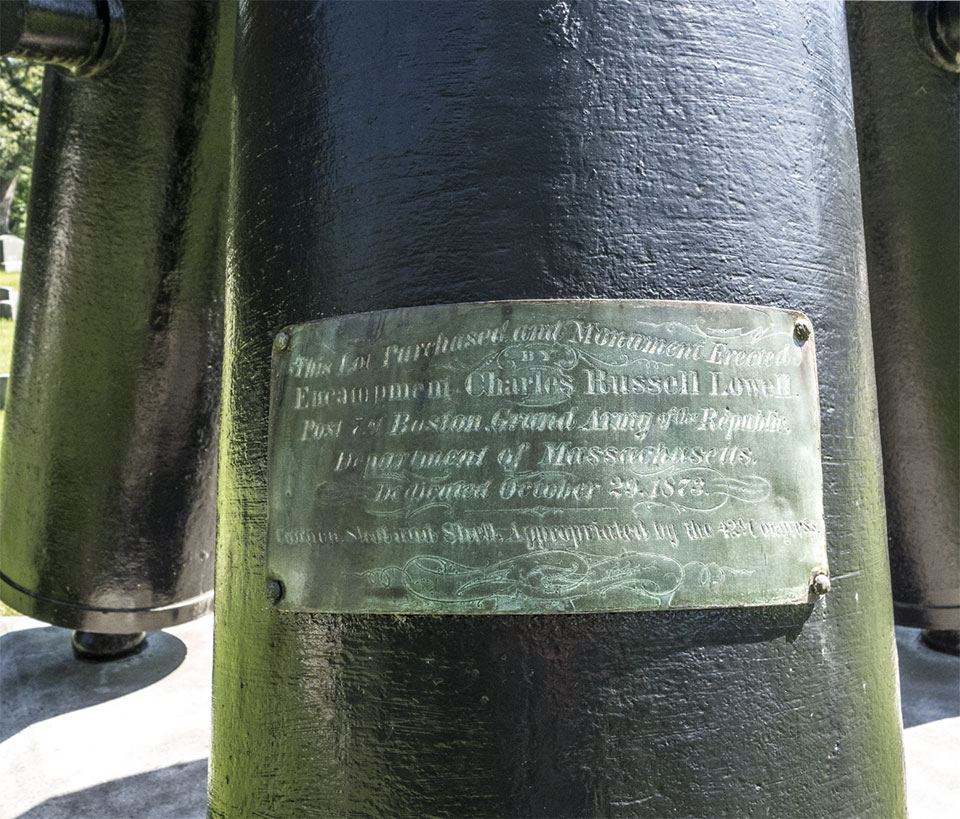 This Lot Purchased and Monument Erected
BY
Encampment Charles Russell Lowell.
Post 7 of Boston Grand Army of the Republic,
Department of Massachusetts.
Dedicated October 29, 1873.
Cannon, Shot and Shell, Appropriated by the 42d Congress.